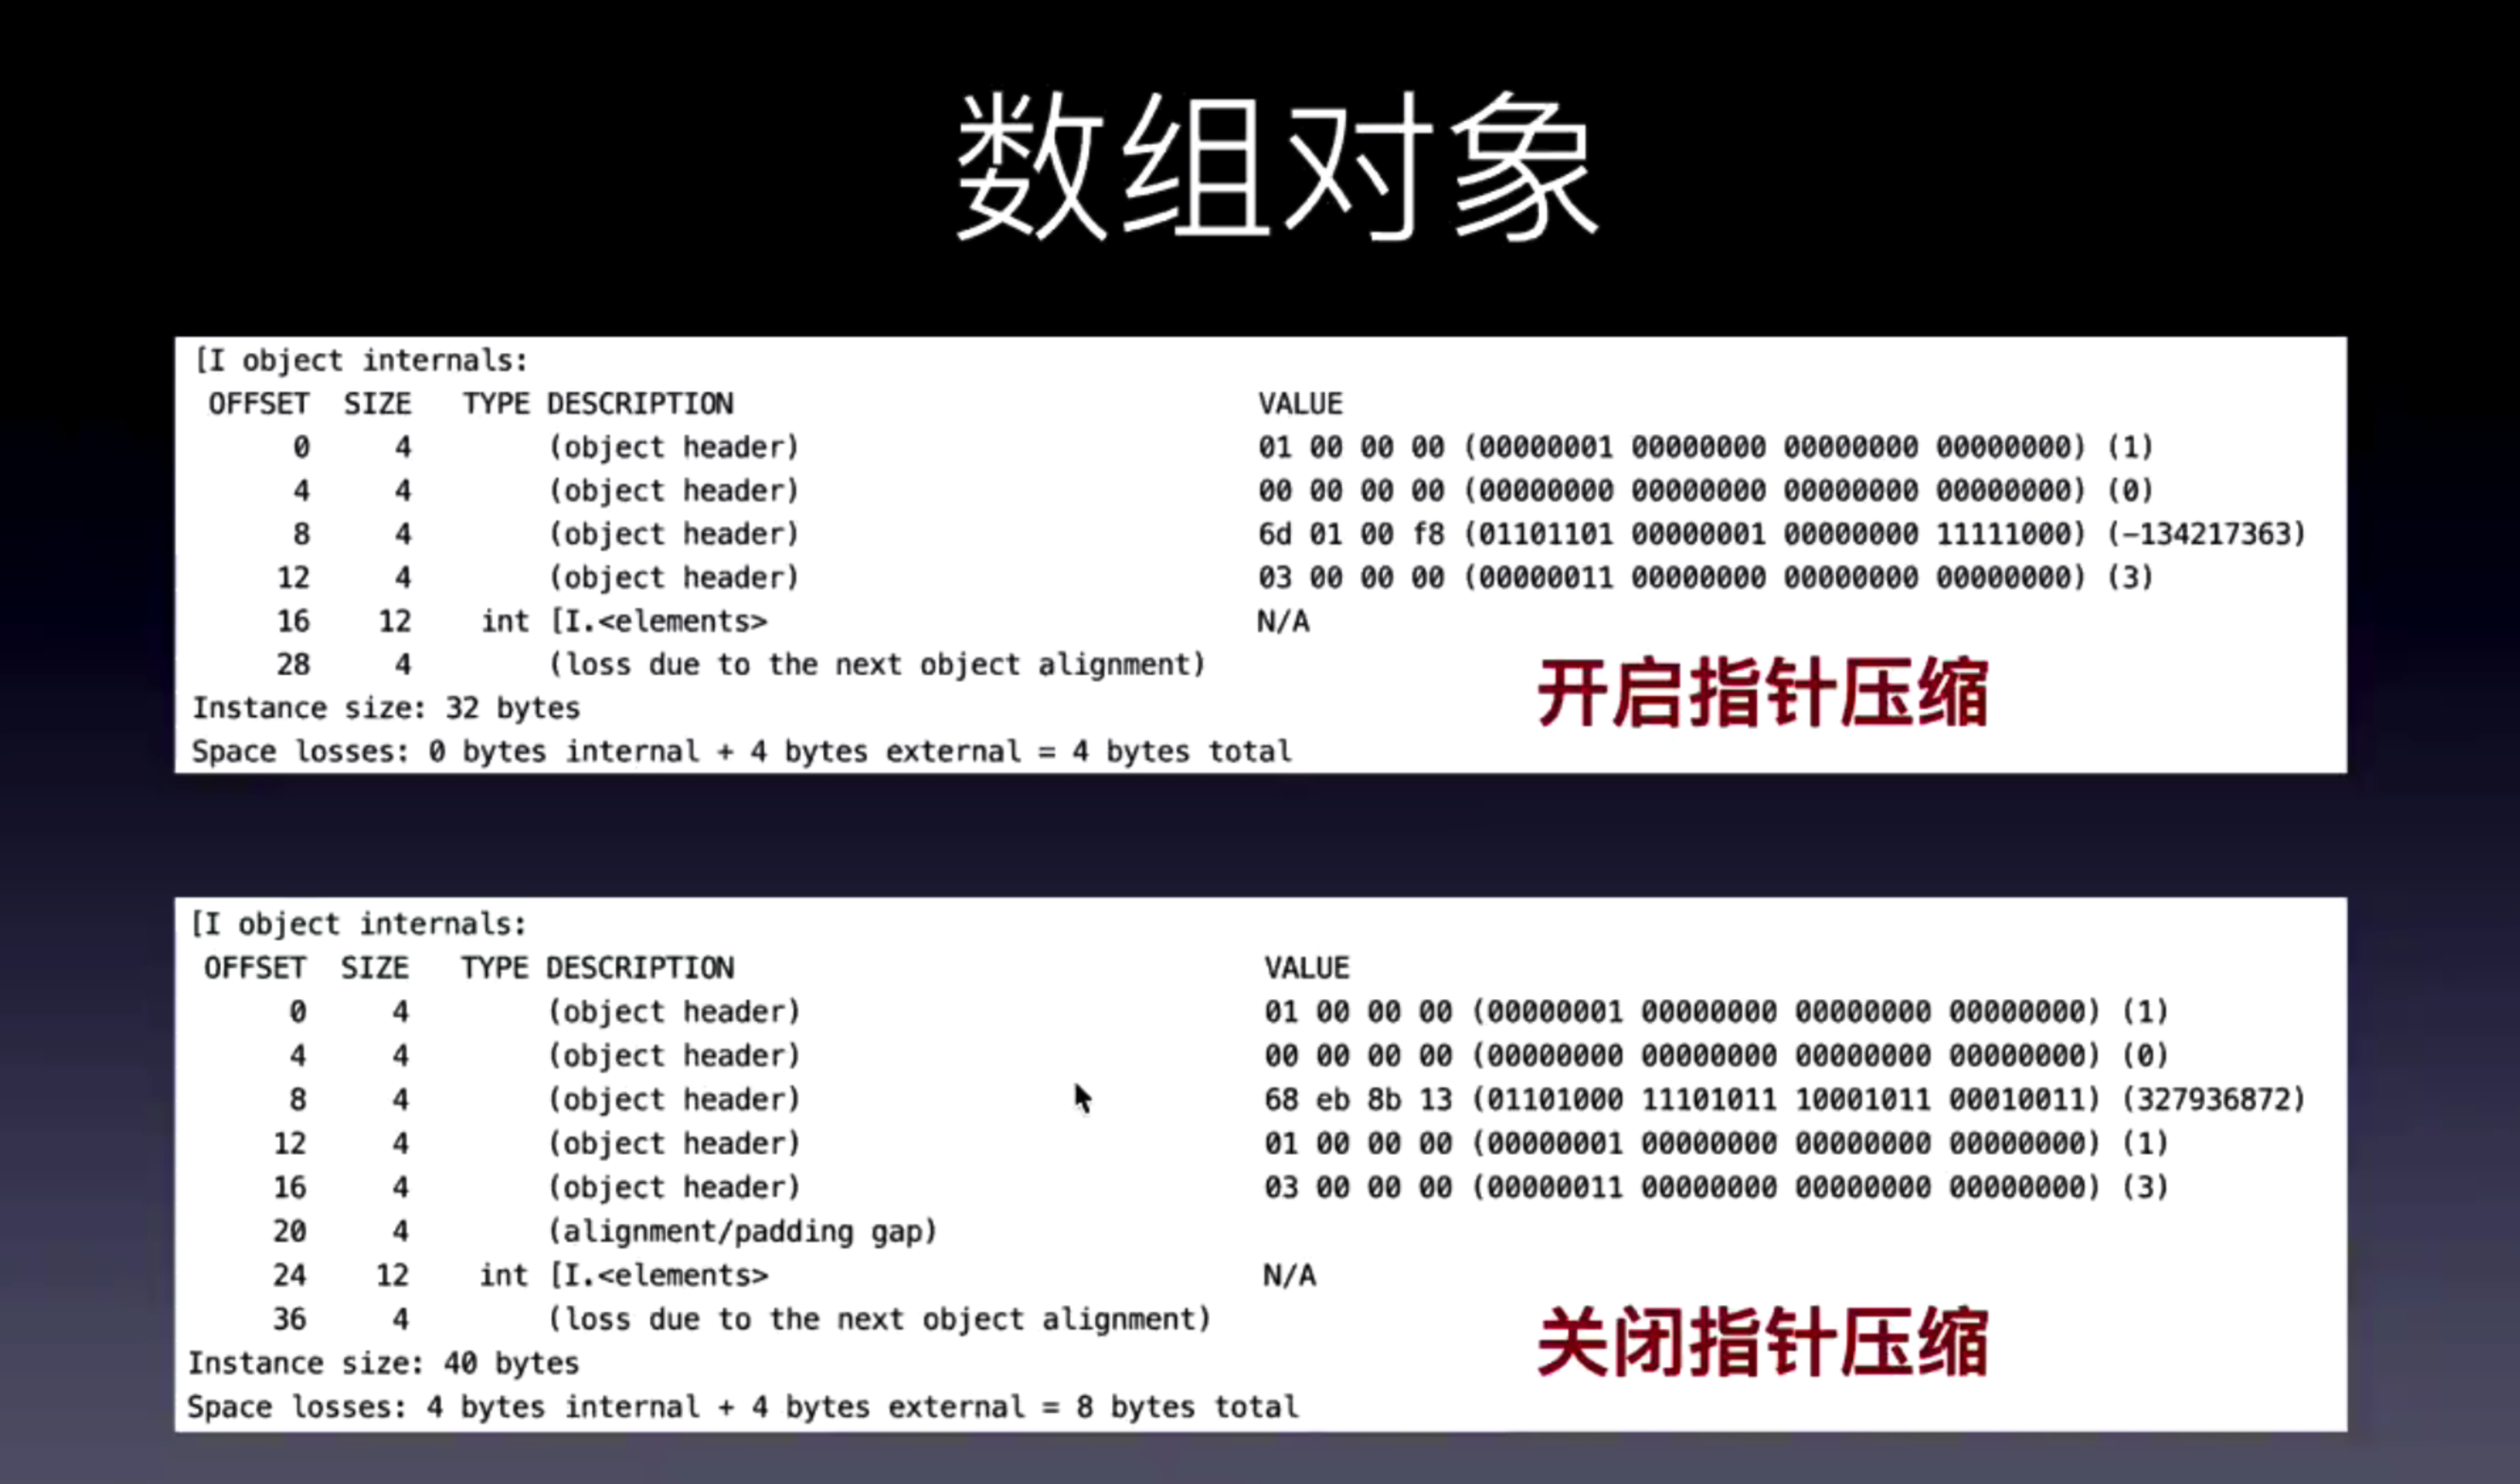 数组对象
[I object internals:
OFFSET SIZE TYPE DESCRIPTION VALUE
0 4 (object header) 01 00 00 00 (00000001 00000000 00000000 00000000) (1)
4 4 (object header) 00 00 00 00 (00000000 00000000 00000000 00000000) (0)
8 4 (object header) 6d 01 00 f8 (01101101 00000001 00000000 11111000) (-134217363)
12 4 (object header) 03 00 00 00 (00000011 00000000 00000000 00000000) (3)
16 12 int [I.<elements> N/A
28 4 (loss due to the next object alignment)
开启指针压缩
Instance size: 32 bytes
Space losses: 0 bytes internal + 4 bytes external = 4 bytes total
[I object internals:
OFFSET SIZE TYPE DESCRIPTION VALUE
0 4 (object header) 01 00 00 00 (00000001 00000000 00000000 00000000) (1)
4 4 (object header) 00 00 00 00 (00000000 00000000 00000000 00000000) (0)
8 4 (object header) 68 eb 8b 13 (01101000 11101011 10001011 00010011) (327936872)
12 4 (object header) 01 00 00 00 (00000001 00000000 00000000 00000000) (1)
16 4 (object header) 03 00 00 00 (00000011 00000000 00000000 00000000) (3)
20 4 (alignment/padding gap)
24 12 int [I.<elements> N/A
36 4 (loss due to the next object alignment)
关闭指针压缩
Instance size: 40 bytes
Space losses: 4 bytes internal + 4 bytes external = 8 bytes total